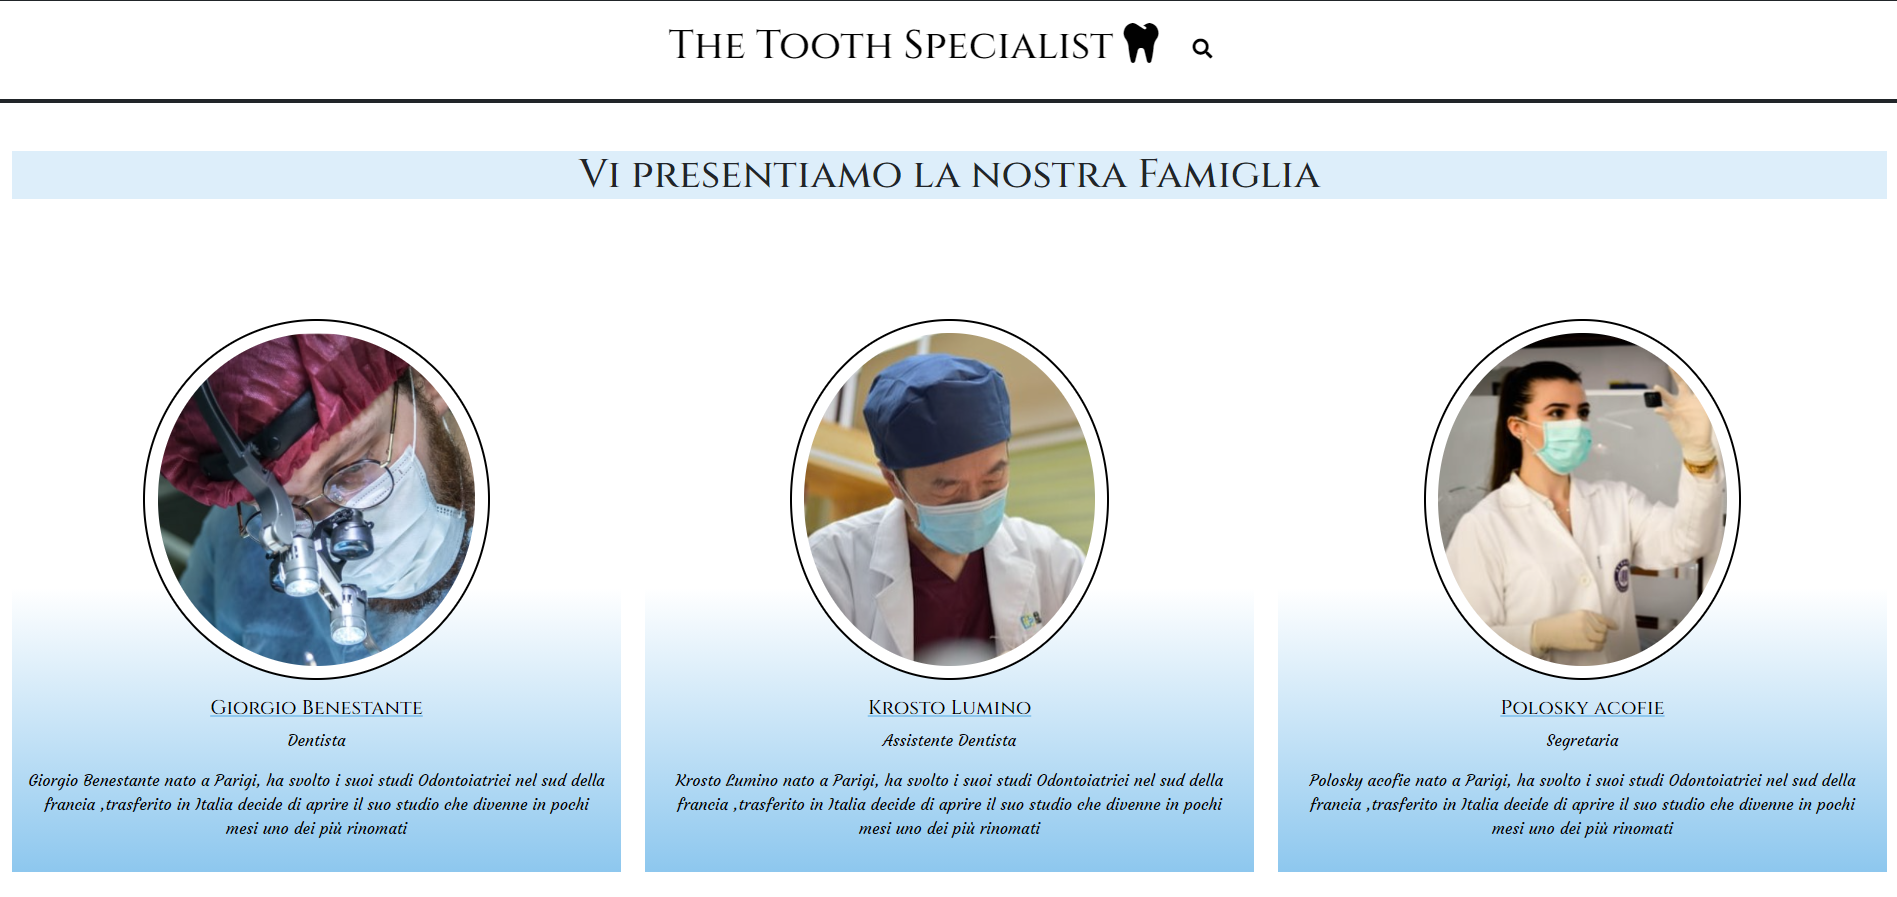 The Tooth Specialist
Vi presentiamo la nostra Famiglia
Giorgio Benestante
Dentista
Giorgio Benestante nato a Parigi, ha svolto i suoi studi Odontoiatrici nel sud della
francia ,trasferito in Italia decide di aprire il suo studio che divenne in pochi
mesi uno dei più rinomati
Krosto Lumino
Assistente Dentista
Krosto Lumino nato a Parigi, ha svolto i suoi studi Odontoiatrici nel sud della
francia ,trasferito in Italia decide di aprire il suo studio che divenne in pochi
mesi uno dei più rinomati
Polosky acofie
Segretaria
Polosky acofie nato a Parigi, ha svolto i suoi studi Odontoiatrici nel sud della
francia ,trasferito in Italia decide di aprire il suo studio che divenne in pochi
mesi uno dei più rinomati